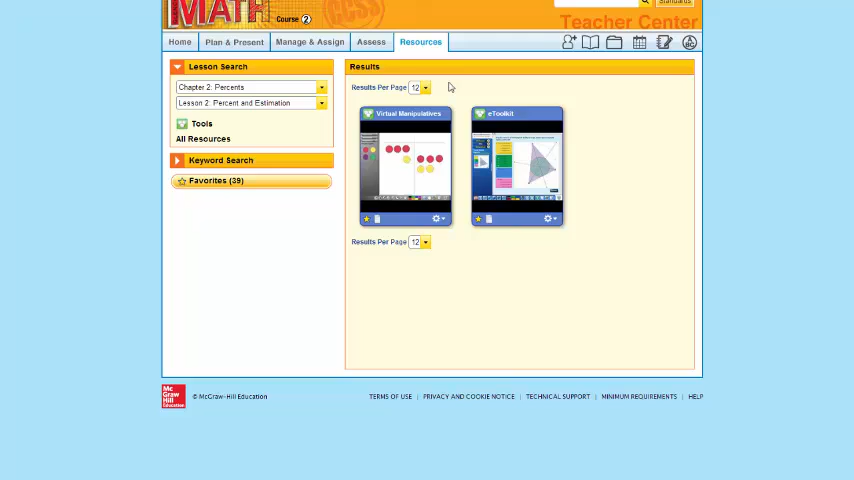 MATH
CCSS
Course 2
Standards
Teacher Center
Home
Plan & Present
Manage & Assign
Assess
Resources
Lesson Search
Chapter 2: Percents
Lesson 2: Percent and Estimation
Tools
All Resources
Keyword Search
Favorites (39)
Results
Results Per Page 12
Virtual Manipulatives
eToolkit
Results Per Page 12
Mc
Graw
Hill
Education
© McGraw-Hill Education
TERMS OF USE | PRIVACY AND COOKIE NOTICE | TECHNICAL SUPPORT | MINIMUM REQUIREMENTS | HELP